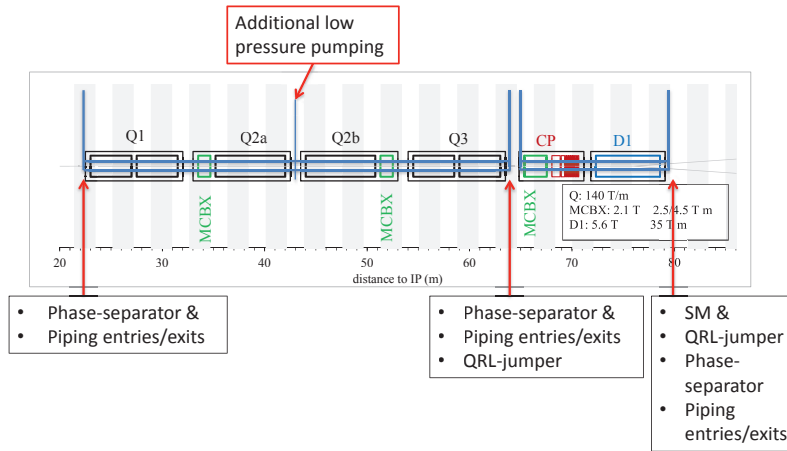 Additional low
pressure pumping
Q1
Q2a
Q2b
Q3
CP
D1
MCBX
MCBX
MCBX
Q: 140 T/m
MCBX: 2.1 T 2.5/4.5 T m
D1: 5.6 T 35 T m
20 30 40 50 60 70 80
distance to IP (m)
• Phase-separator &
• Piping entries/exits
• Phase-separator &
• Piping entries/exits
• QRL-jumper
• SM &
• QRL-jumper
• Phase-
separator
• Piping
entries/exits